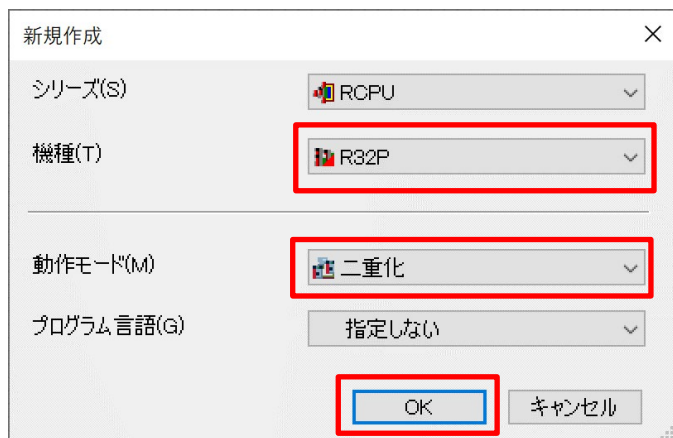 新規作成
シリーズ(S)
RCPU
機種(T)
R32P
動作モード(M)
二重化
プログラム言語(G)
指定しない
OK
キャンセル